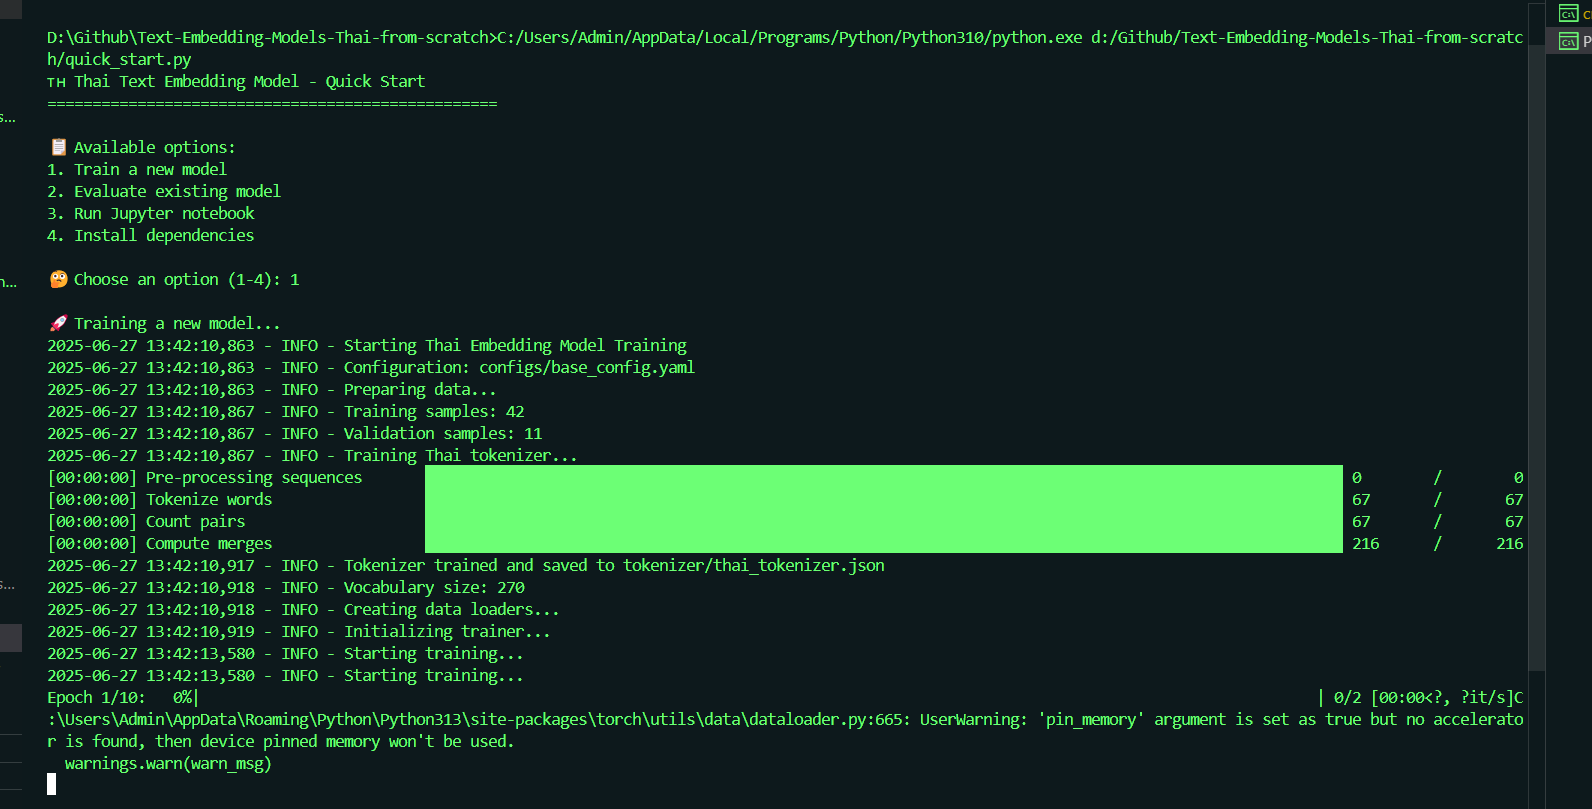 D:\Github\Text-Embedding-Models-Thai-from-scratch>C:/Users/Admin/AppData/Local/Programs/Python/Python310/python.exe d:/Github/Text-Embedding-Models-Thai-from-scratc
h/quick_start.py
ᴛʜ Thai Text Embedding Model - Quick Start
==================================================
📋 Available options:
1. Train a new model
2. Evaluate existing model
3. Run Jupyter notebook
4. Install dependencies
🤔 Choose an option (1-4): 1
🚀 Training a new model...
2025-06-27 13:42:10,863 - INFO - Starting Thai Embedding Model Training
2025-06-27 13:42:10,863 - INFO - Configuration: configs/base_config.yaml
2025-06-27 13:42:10,863 - INFO - Preparing data...
2025-06-27 13:42:10,867 - INFO - Training samples: 42
2025-06-27 13:42:10,867 - INFO - Validation samples: 11
2025-06-27 13:42:10,867 - INFO - Training Thai tokenizer...
[00:00:00] Pre-processing sequences 0 / 0
[00:00:00] Tokenize words 67 / 67
[00:00:00] Count pairs 67 / 67
[00:00:00] Compute merges 216 / 216
2025-06-27 13:42:10,917 - INFO - Tokenizer trained and saved to tokenizer/thai_tokenizer.json
2025-06-27 13:42:10,918 - INFO - Vocabulary size: 270
2025-06-27 13:42:10,918 - INFO - Creating data loaders...
2025-06-27 13:42:10,919 - INFO - Initializing trainer...
2025-06-27 13:42:13,580 - INFO - Starting training...
2025-06-27 13:42:13,580 - INFO - Starting training...
Epoch 1/10: 0%| | 0/2 [00:00<?, ?it/s]C
:\Users\Admin\AppData\Roaming\Python\Python313\site-packages\torch\utils\data\dataloader.py:665: UserWarning: 'pin_memory' argument is set as true but no accelerato
r is found, then device pinned memory won't be used.
warnings.warn(warn_msg)